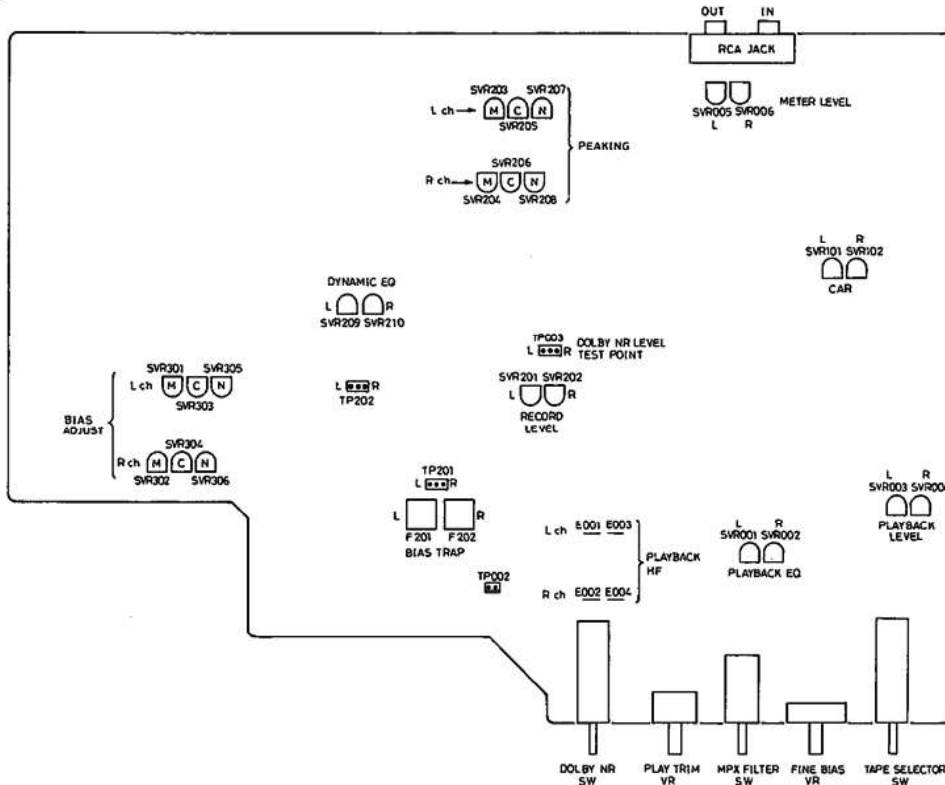 OUT IN
RCA JACK
SVR203 SVR207
L ch M C N
SVR205
PEAKING
SVR206
R ch M C N
SVR204 SVR208
SVR005 SVR006
L R
METER LEVEL
L R
SVR101 SVR102
CAR
DYNAMIC EQ
L R
SVR209 SVR210
TP003
L R
DOLBY NR LEVEL
TEST POINT
SVR301 SVR305
L ch M C N
SVR303
BIAS
ADJUST
SVR304
R ch M C N
SVR302 SVR306
L R
TP202
SVR201 SVR202
L R
RECORD
LEVEL
TP201
L R
L R
F201 F202
BIAS TRAP
TP002
L ch E001 E003
R ch E002 E004
PLAYBACK
HF
L R
SVR001 SVR002
PLAYBACK EQ
L R
SVR003 SVR004
PLAYBACK
LEVEL
DOLBY NR
SW
PLAY TRIM
VR
MPX FILTER
SW
FINE BIAS
VR
TAPE SELECTOR
SW